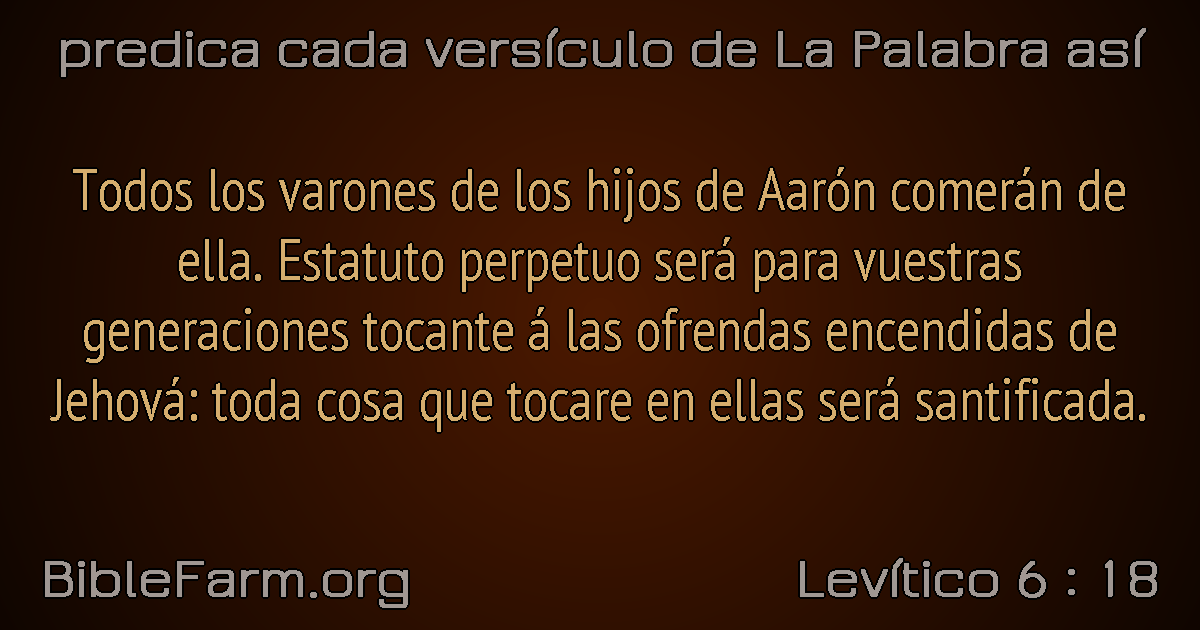 predica cada versículo de La Palabra así
Todos los varones de los hijos de Aarón comerán de
ella. Estatuto perpetuo será para vuestras
generaciones tocante á las ofrendas encendidas de
Jehová: toda cosa que tocare en ellas será santificada.
BibleFarm.org
Levítico 6 : 18